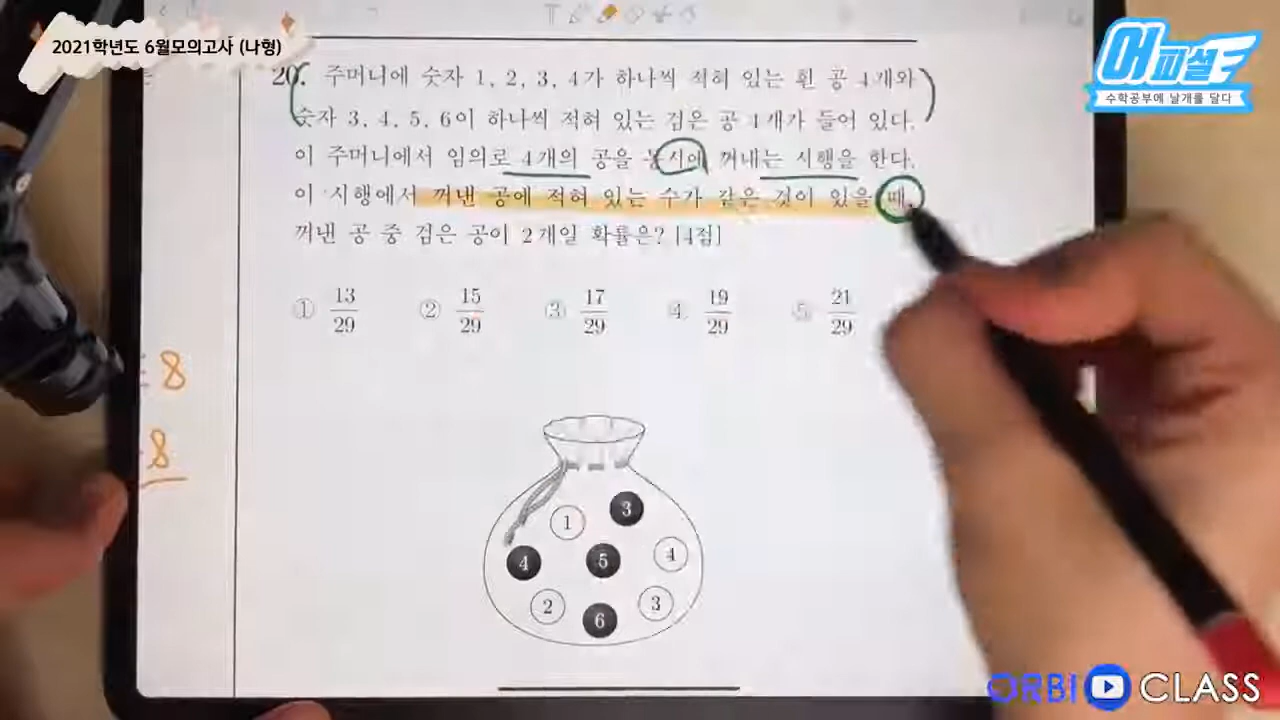 2021학년도 6월모의고사 (나형)
어피셜
수학공부에 날개를 달다
20. 주머니에 숫자 1, 2, 3, 4가 하나씩 적혀 있는 흰 공 4개와
숫자 3, 4, 5, 6이 하나씩 적혀 있는 검은 공 4개가 들어 있다.
이 주머니에서 임의로 4개의 공을 동시에 꺼내는 시행을 한다.
이 시행에서 꺼낸 공에 적혀 있는 수가 같은 것이 있을 때,
꺼낸 공 중 검은 공이 2개일 확률은? [4점]
① 13/29 ② 15/29 ③ 17/29 ④ 19/29 ⑤ 21/29
8
8
1 3
4 5 4
2 3
6
ORBI CLASS